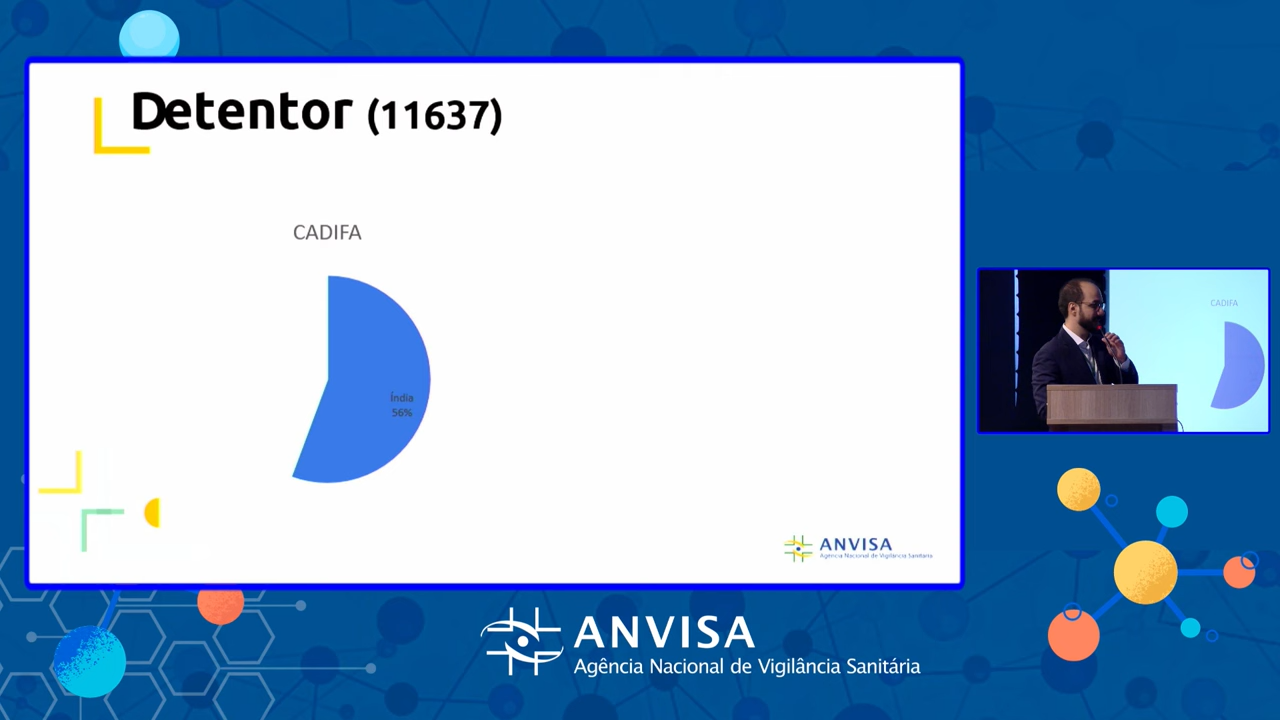 Detentor (11637)
CADIFA
Índia
56%
ANVISA
Agência Nacional de Vigilância Sanitária
CADIFA
ANVISA
Agência Nacional de Vigilância Sanitária